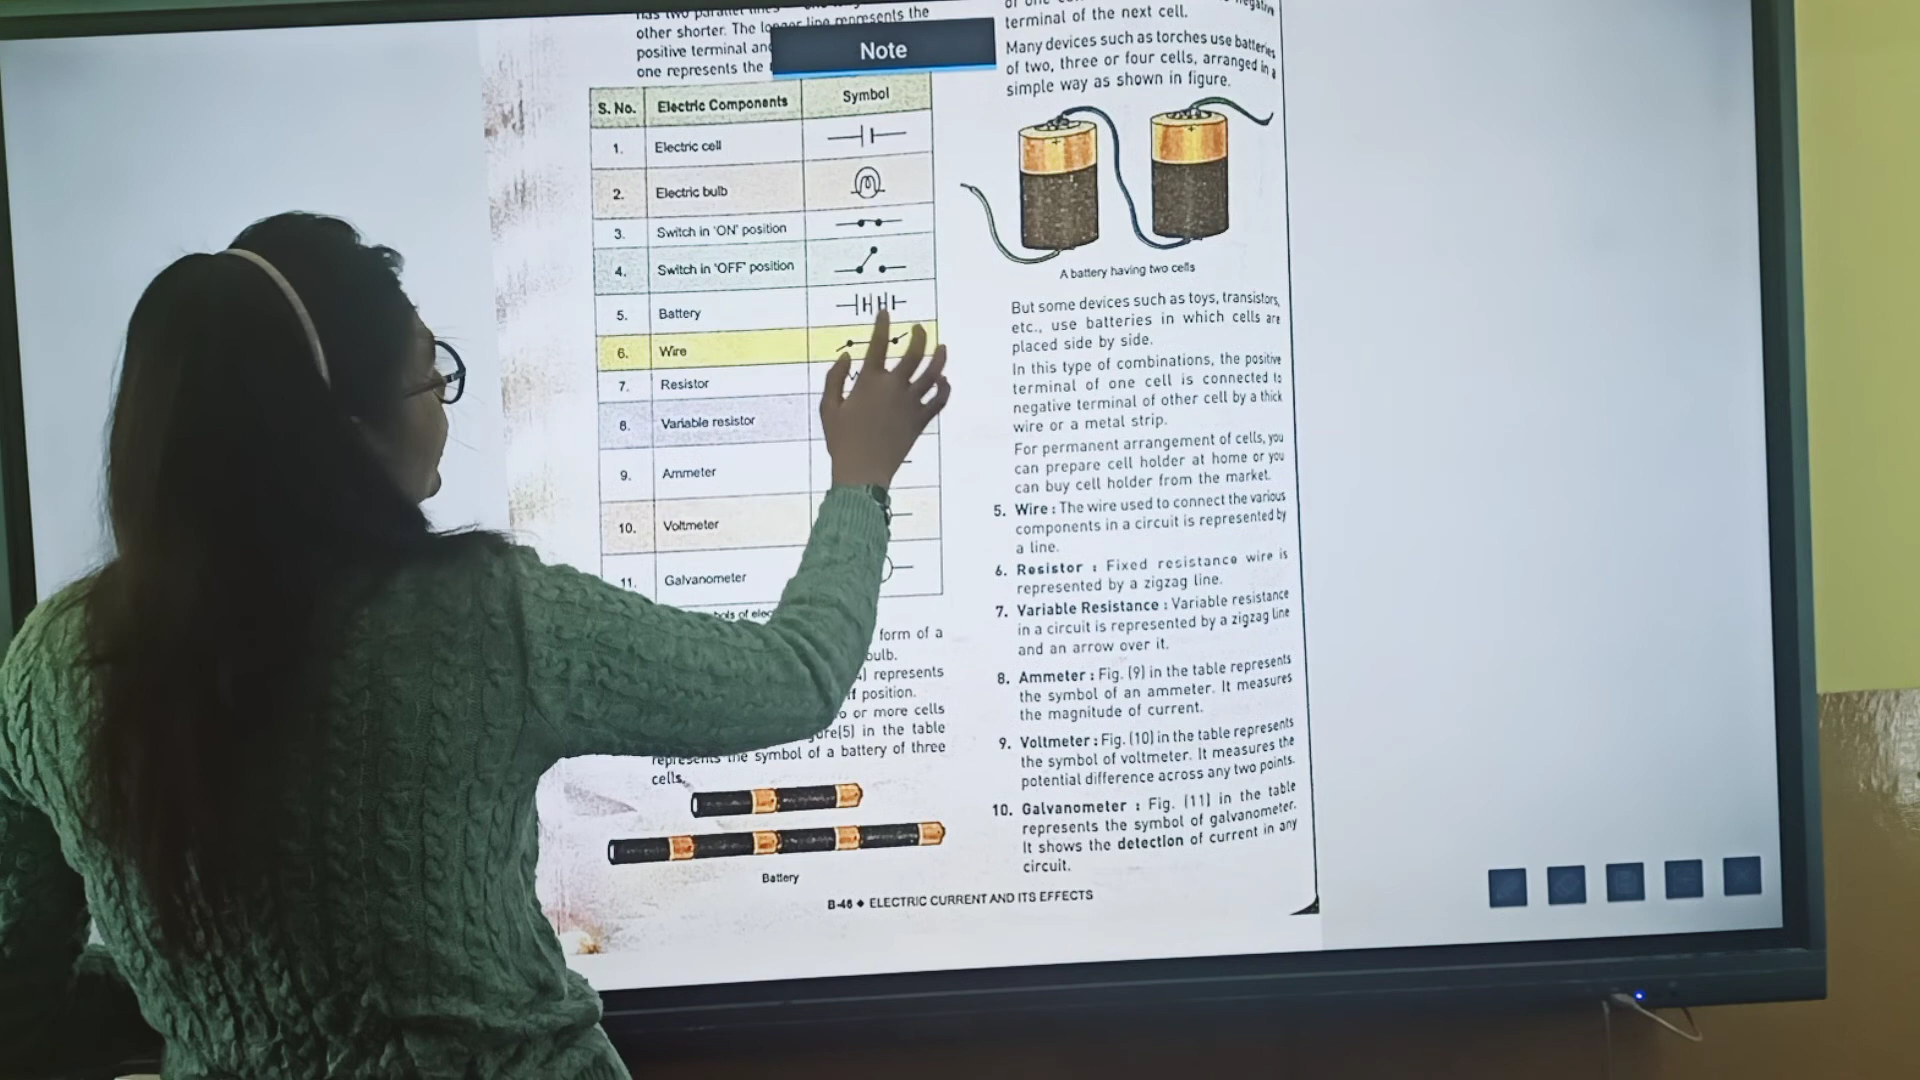 has two parallel lines
other shorter. The longer line represents the
positive terminal and
one represents the
Note
S. No. Electric Components Symbol
1. Electric cell
2. Electric bulb
3. Switch in 'ON' position
4. Switch in 'OFF' position
5. Battery
6. Wire
7. Resistor
8. Variable resistor
9. Ammeter
10. Voltmeter
11. Galvanometer
of elec
form of a
bulb.
represents
position.
or more cells
(5) in the table
represents the symbol of a battery of three
cells.
Battery
terminal of the next cell.
Many devices such as torches use batteries
of two, three or four cells, arranged in a
simple way as shown in figure.
+ +
A battery having two cells
But some devices such as toys, transistors,
etc., use batteries in which cells are
placed side by side.
In this type of combinations, the positive
terminal of one cell is connected to
negative terminal of other cell by a thick
wire or a metal strip.
For permanent arrangement of cells, you
can prepare cell holder at home or you
can buy cell holder from the market.
5. Wire : The wire used to connect the various
components in a circuit is represented by
a line.
6. Resistor : Fixed resistance wire is
represented by a zigzag line.
7. Variable Resistance : Variable resistance
in a circuit is represented by a zigzag line
and an arrow over it.
8. Ammeter : Fig. (9) in the table represents
the symbol of an ammeter. It measures
the magnitude of current.
9. Voltmeter : Fig. (10) in the table represents
the symbol of voltmeter. It measures the
potential difference across any two points.
10. Galvanometer : Fig. (11) in the table
represents the symbol of galvanometer.
It shows the detection of current in any
circuit.
B-46 ◆ ELECTRIC CURRENT AND ITS EFFECTS